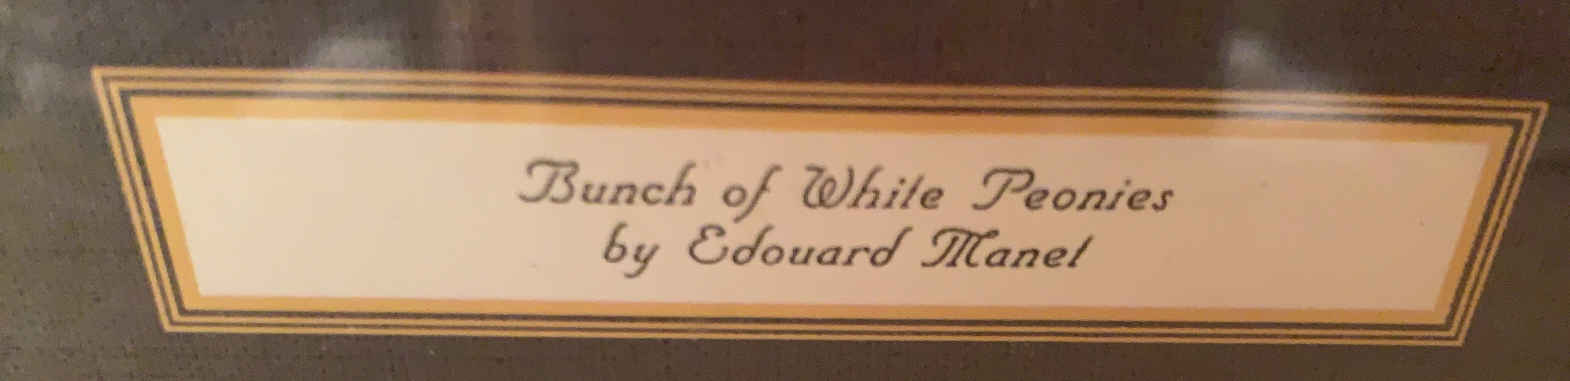 Bunch of White Peonies
by Edouard Manet